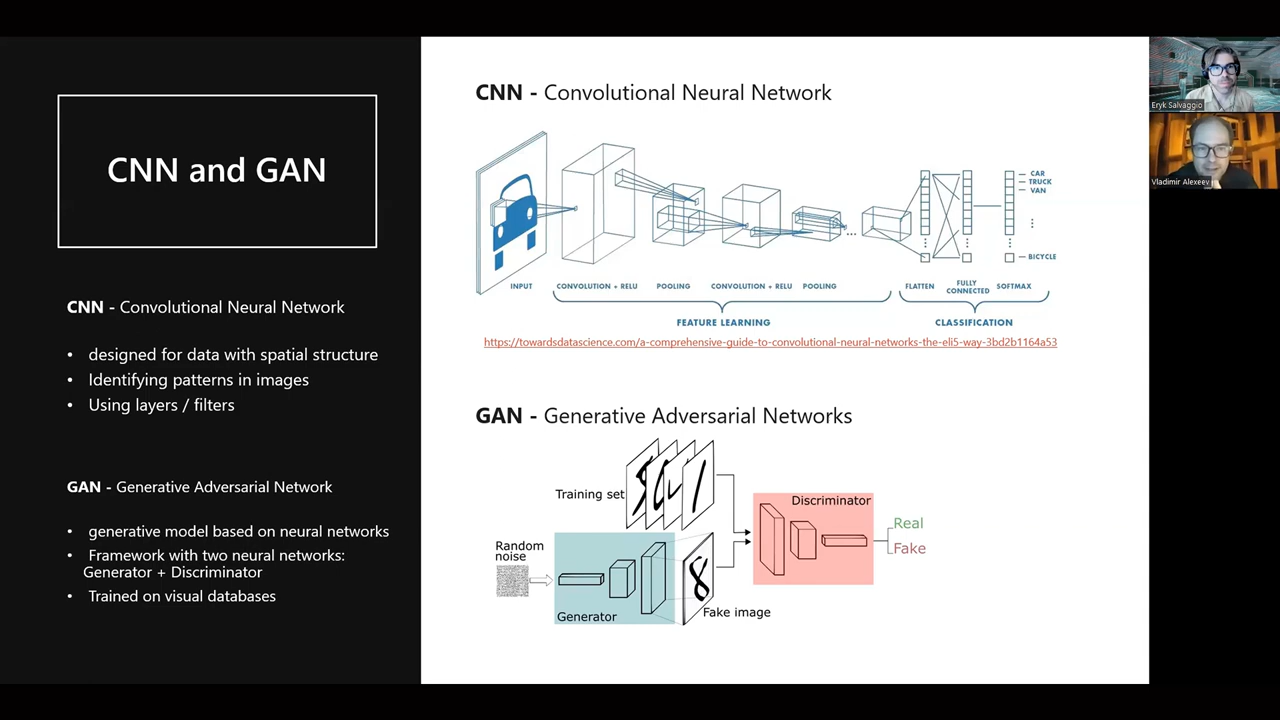 CNN and GAN
CNN - Convolutional Neural Network
• designed for data with spatial structure
• Identifying patterns in images
• Using layers / filters
GAN - Generative Adversarial Network
• generative model based on neural networks
• Framework with two neural networks:
Generator + Discriminator
• Trained on visual databases
CNN - Convolutional Neural Network
CAR
TRUCK
VAN
BICYCLE
INPUT CONVOLUTION + RELU POOLING CONVOLUTION + RELU POOLING FLATTEN FULLY CONNECTED SOFTMAX
FEATURE LEARNING CLASSIFICATION
https://towardsdatascience.com/a-comprehensive-guide-to-convolutional-neural-networks-the-eli5-way-3bd2b1164a53
GAN - Generative Adversarial Networks
Training set
Discriminator
Real
Fake
Random
noise
8
Generator
Fake image
Eryk Salvaggio
Vladimir Alexeev